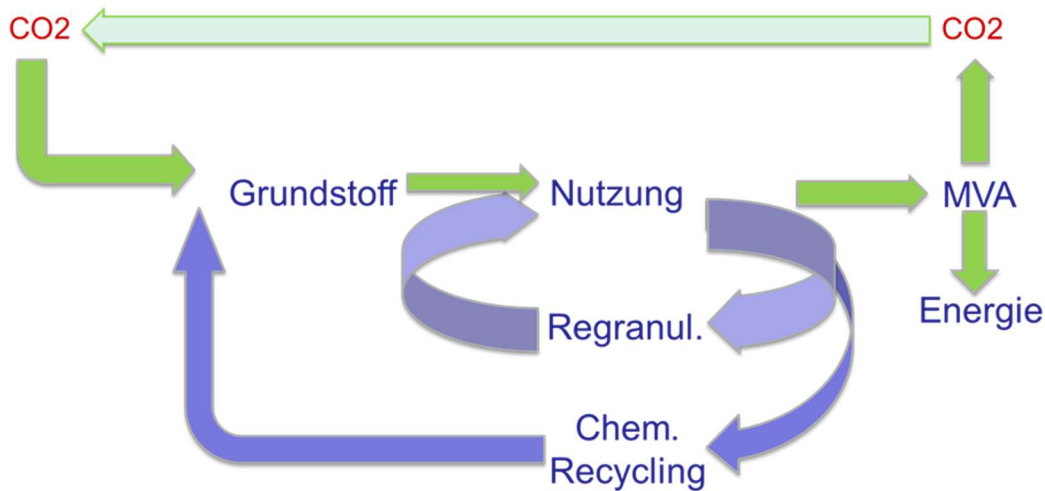 CO2
CO2
Grundstoff
Nutzung
MVA
Regranul.
Energie
Chem.
Recycling